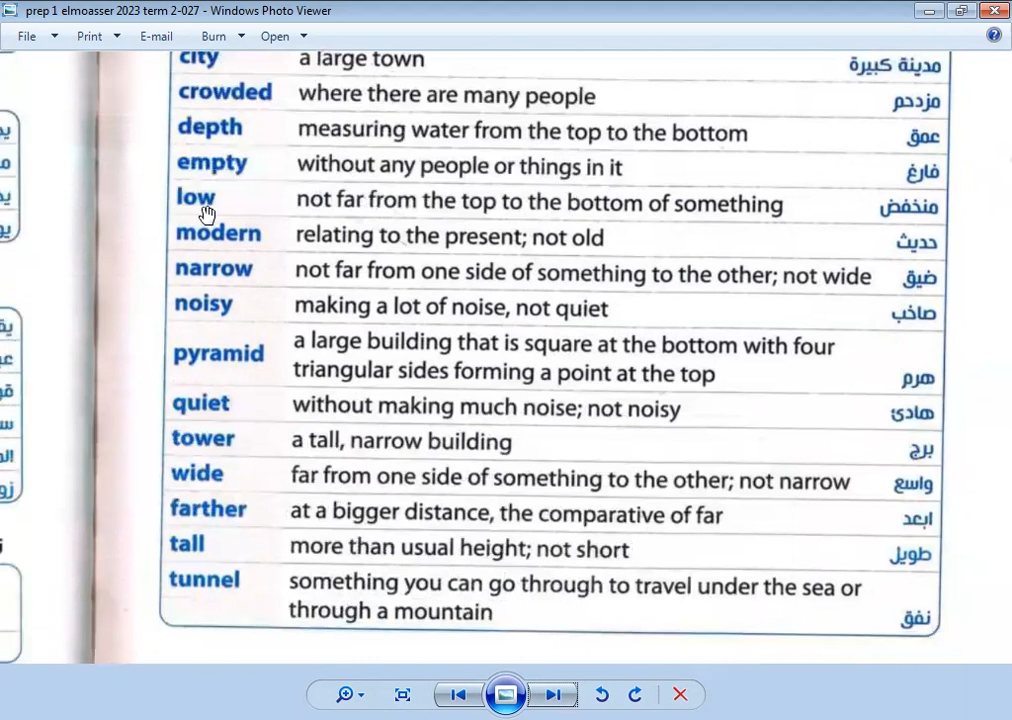 prep 1 elmoasser 2023 term 2-027 - Windows Photo Viewer
File Print E-mail Burn Open
city a large town مدينة كبيرة
crowded where there are many people مزدحم
depth measuring water from the top to the bottom عمق
empty without any people or things in it فارغ
low not far from the top to the bottom of something منخفض
modern relating to the present; not old حديث
narrow not far from one side of something to the other; not wide ضيق
noisy making a lot of noise, not quiet صاخب
pyramid a large building that is square at the bottom with four
triangular sides forming a point at the top هرم
quiet without making much noise; not noisy هادئ
tower a tall, narrow building برج
wide far from one side of something to the other; not narrow واسع
farther at a bigger distance, the comparative of far ابعد
tall more than usual height; not short طويل
tunnel something you can go through to travel under the sea or
through a mountain نفق